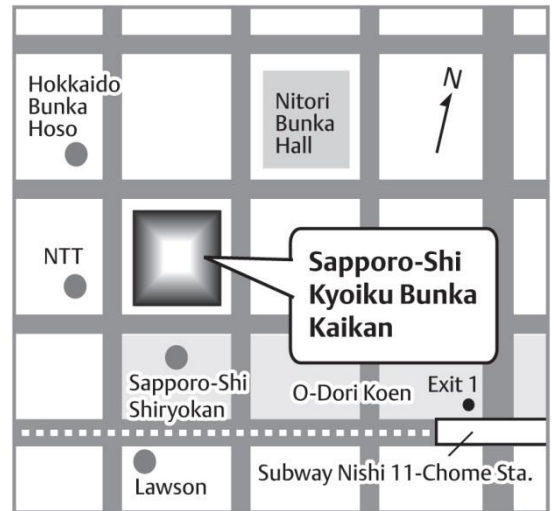 Hokkaido
Bunka
Hoso
Nitori
Bunka
Hall
N
NTT
Sapporo-Shi
Kyoiku Bunka
Kaikan
Sapporo-Shi
Shiryokan
O-Dori Koen
Exit 1
Lawson
Subway Nishi 11-Chome Sta.